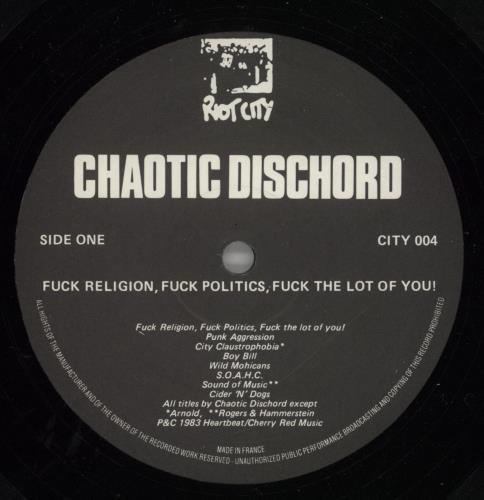 RIOT CITY
CHAOTIC DISCHORD
SIDE ONE
CITY 004
FUCK RELIGION, FUCK POLITICS, FUCK THE LOT OF YOU!
Fuck Religion, Fuck Politics, Fuck the lot of you!
Punk Aggression
City Claustrophobia*
Boy Bill
Wild Mohicans
S.O.A.H.C.
Sound of Music**
Cider 'N' Dogs
All titles by Chaotic Dischord except
*Arnold, **Rogers & Hammerstein
P&C 1983 Heartbeat/Cherry Red Music
MADE IN FRANCE
ALL RIGHTS OF THE MANUFACTURER AND OF THE OWNER OF THE RECORDED WORK RESERVED - UNAUTHORIZED PUBLIC PERFORMANCE BROADCASTING AND COPYING OF THIS RECORD PROHIBITED